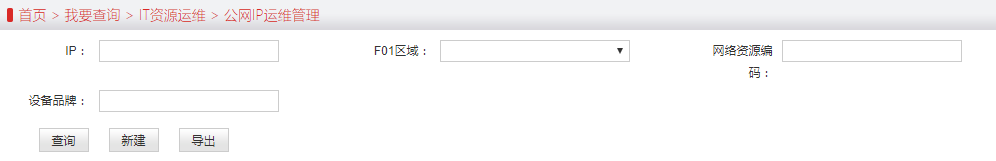 首页 > 我要查询 > IT资源运维 > 公网IP运维管理
IP： F01区域： 网络资源编
码：
设备品牌：
查询 新建 导出